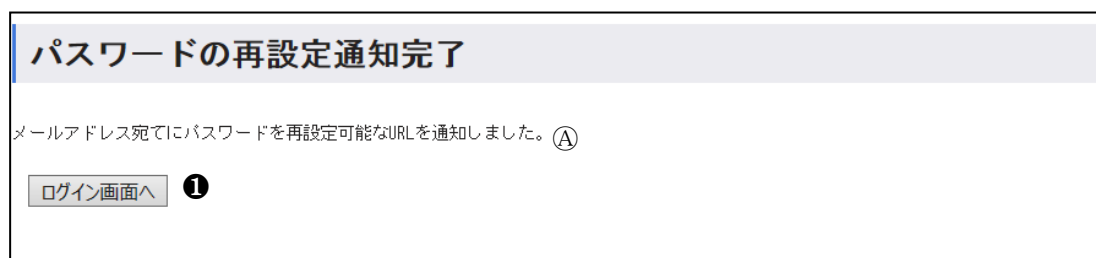 パスワードの再設定通知完了
メールアドレス宛てにパスワードを再設定可能なURLを通知しました。Ⓐ
ログイン画面へ ❶